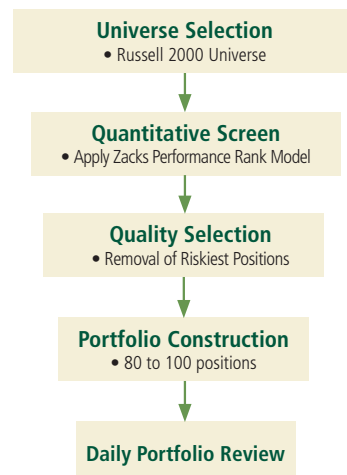 Universe Selection
• Russell 2000 Universe
Quantitative Screen
• Apply Zacks Performance Rank Model
Quality Selection
• Removal of Riskiest Positions
Portfolio Construction
• 80 to 100 positions
Daily Portfolio Review